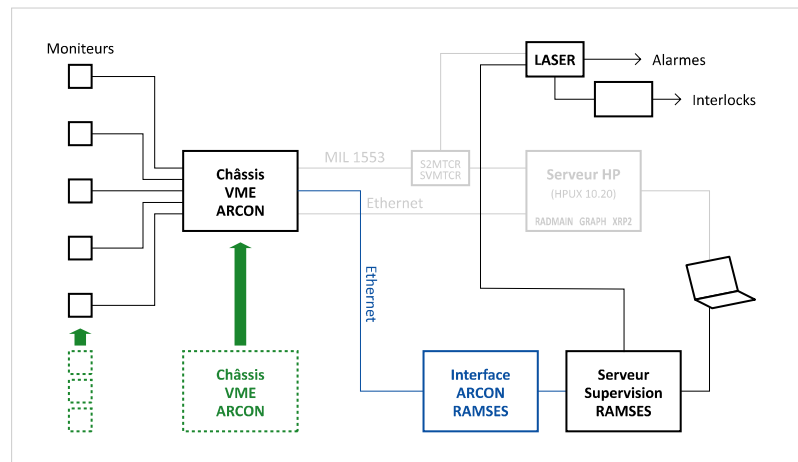 Moniteurs
LASER
Alarmes
Interlocks
Châssis
VME
ARCON
MIL 1553
S2MTCR
SVMTCR
Serveur HP
(HPUX 10.20)
RADMAIN GRAPH XRP2
Ethernet
Ethernet
Châssis
VME
ARCON
Interface
ARCON
RAMSES
Serveur
Supervision
RAMSES